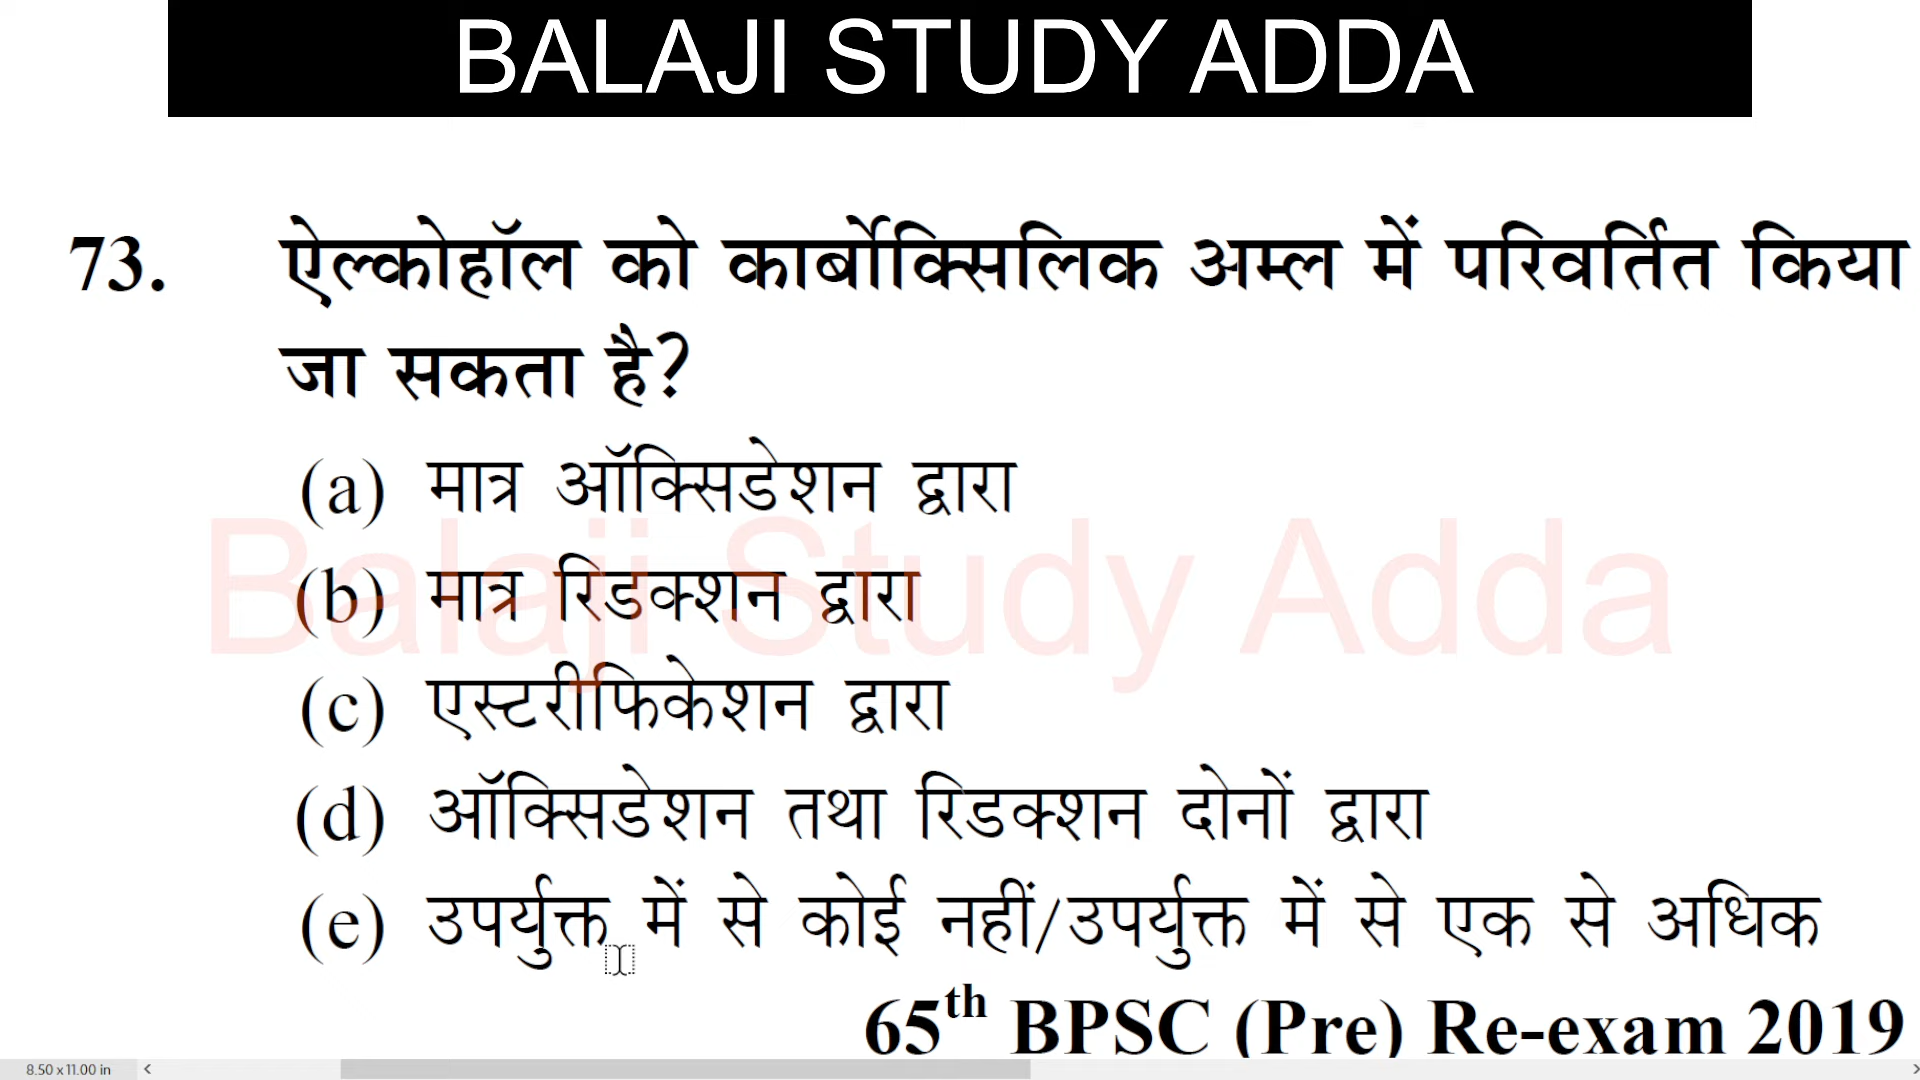 BALAJI STUDY ADDA
73. ऐल्कोहॉल को कार्बोक्सिलिक अम्ल में परिवर्तित किया
जा सकता है?
(a) मात्र ऑक्सिडेशन द्वारा
(b) मात्र रिडक्शन द्वारा
Balaji Study Adda
(c) एस्टरीफिकेशन द्वारा
(d) ऑक्सिडेशन तथा रिडक्शन दोनों द्वारा
(e) उपर्युक्त में से कोई नहीं/उपर्युक्त में से एक से अधिक
65th BPSC (Pre) Re-exam 2019
8.50 x 11.00 in